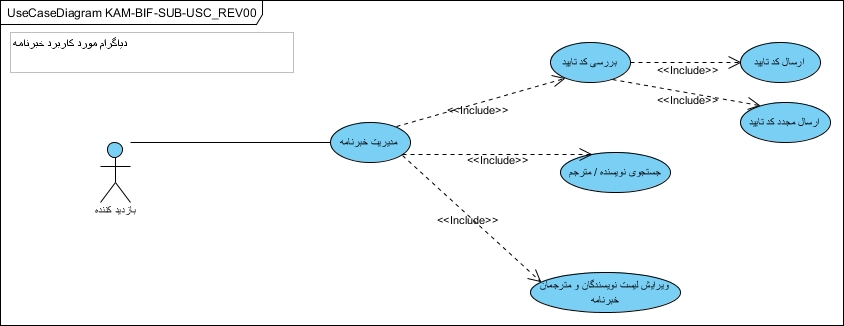 UseCaseDiagram KAM-BIF-SUB-USC_REV00
دیاگرام مورد کاربرد خبرنامه
بررسی کد تایید
<<Include>>
ارسال کد تایید
<<Include>>
ارسال مجدد کد تایید
<<Include>>
مدیریت خبرنامه
<<Include>>
جستجوی نویسنده / مترجم
بازدید کننده
<<Include>>
ویرایش لیست نویسندگان و مترجمان
خبرنامه